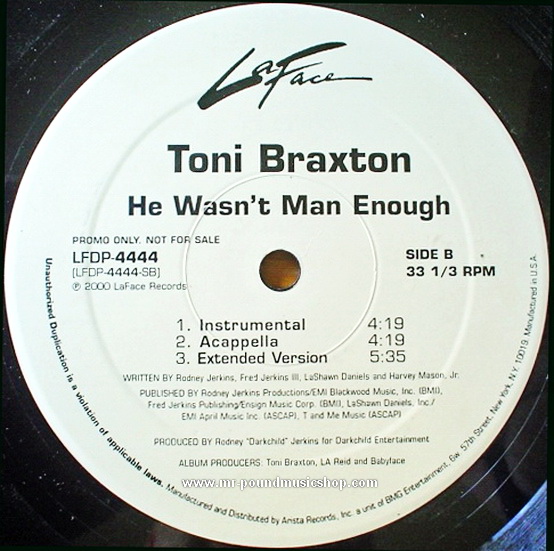 LaFace
Toni Braxton
He Wasn't Man Enough
PROMO ONLY. NOT FOR SALE
LFDP-4444
[LFDP-4444-SB]
℗ 2000 LaFace Records
SIDE B
33 1/3 RPM
1. Instrumental 4:19
2. Acappella 4:19
3. Extended Version 5:35
WRITTEN BY Rodney Jerkins, Fred Jerkins III, LaShawn Daniels and Harvey Mason, Jr.
PUBLISHED BY Rodney Jerkins Productions/EMI Blackwood Music, Inc. (BMI),
Fred Jerkins Publishing/Ensign Music Corp. (BMI), LaShawn Daniels, Inc./
EMI April Music Inc. (ASCAP), T and Me Music (ASCAP)
PRODUCED BY Rodney "Darkchild" Jerkins for Darkchild Entertainment
ALBUM PRODUCERS: Toni Braxton, LA Reid and Babyface
www.mr-poundmusicshop.com
Unauthorized Duplication is a violation of applicable laws. Manufactured and Distributed by Arista Records, Inc. a unit of BMG Entertainment, 6w. 57th Street, New York, N.Y. 10019. Manufactured in U.S.A.